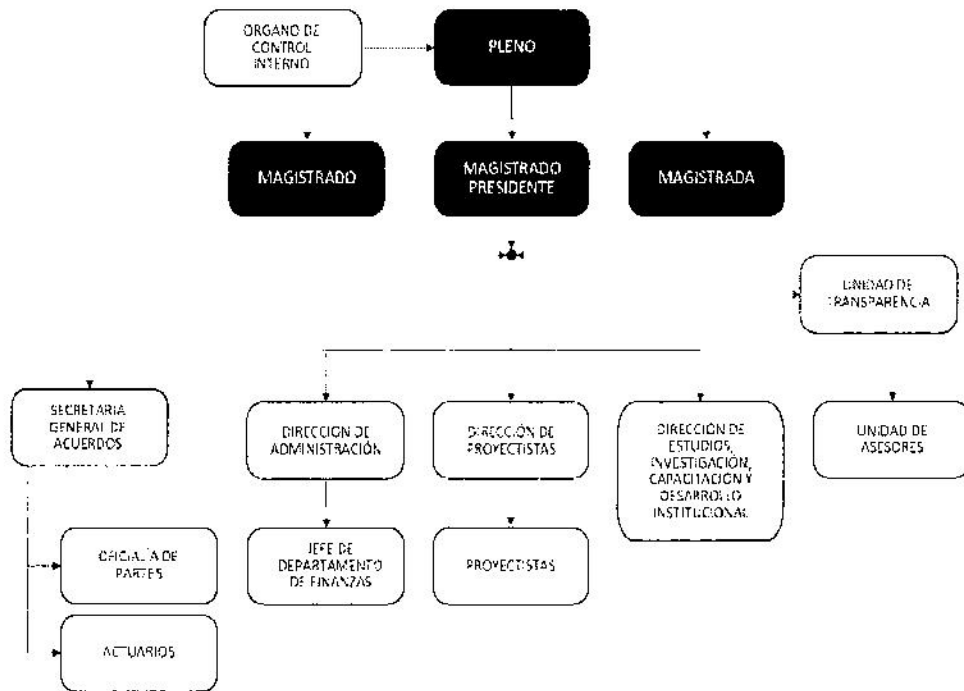 ORGANO DE
CONTROL
INTERNO
PLENO
MAGISTRADO
MAGISTRADO
PRESIDENTE
MAGISTRADA
UNIDAD DE
TRANSPARENCIA
SECRETARIA
GENERAL DE
ACUERDOS
DIRECCION DE
ADMINISTRACIÓN
DIRECCIÓN DE
PROYECTISTAS
DIRECCIÓN DE
ESTUDIOS,
INVESTIGACIÓN,
CAPACITACIÓN Y
DESARROLLO
INSTITUCIONAL
UNIDAD DE
ASESORES
OFICIALÍA DE
PARTES
JEFE DE
DEPARTAMENTO
DE FINANZAS
PROYECTISTAS
ACTUARIOS